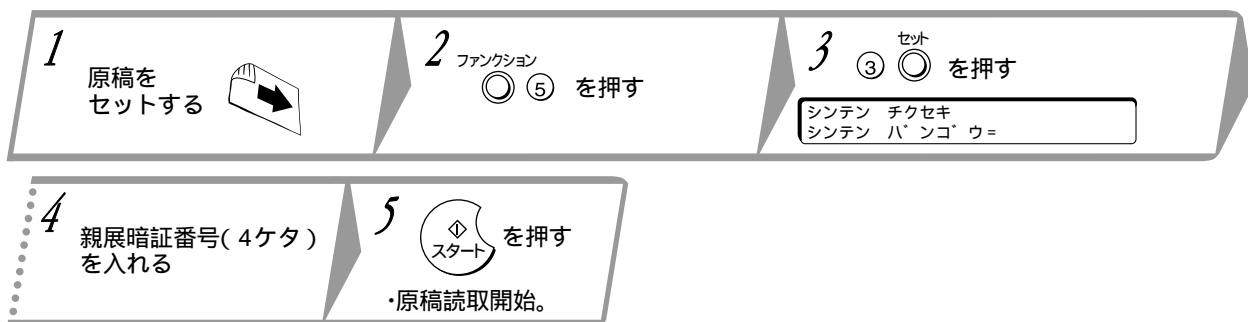 1
原稿を
セットする
2
ファンクション
5 を押す
3
セット
3 を押す
シンテン チクセキ
シンテン バンゴウ=
4
親展暗証番号(4ケタ)
を入れる
5
スタート を押す
・原稿読取開始。